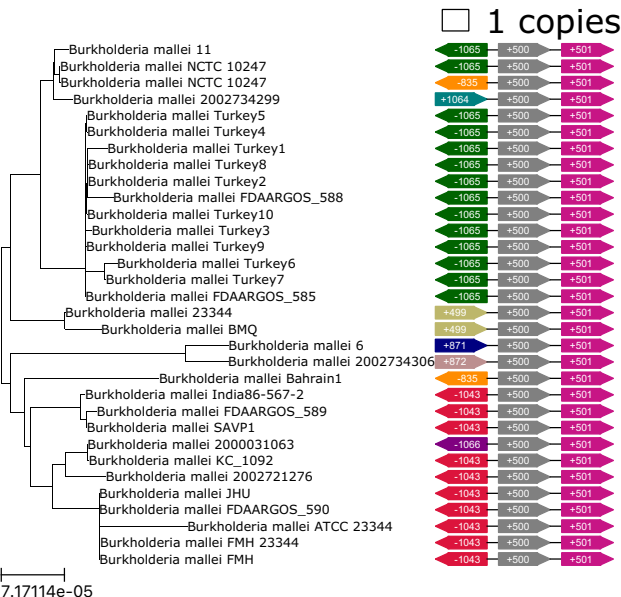 1 copies
Burkholderia mallei 11 -1065 +500 +501
Burkholderia mallei NCTC 10247 -1065 +500 +501
Burkholderia mallei NCTC 10247 -835 +500 +501
Burkholderia mallei 2002734299 +1064 +500 +501
Burkholderia mallei Turkey5 -1065 +500 +501
Burkholderia mallei Turkey4 -1065 +500 +501
Burkholderia mallei Turkey1 -1065 +500 +501
Burkholderia mallei Turkey8 -1065 +500 +501
Burkholderia mallei Turkey2 -1065 +500 +501
Burkholderia mallei FDAARGOS_588 -1065 +500 +501
Burkholderia mallei Turkey10 -1065 +500 +501
Burkholderia mallei Turkey3 -1065 +500 +501
Burkholderia mallei Turkey9 -1065 +500 +501
Burkholderia mallei Turkey6 -1065 +500 +501
Burkholderia mallei Turkey7 -1065 +500 +501
Burkholderia mallei FDAARGOS_585 -1065 +500 +501
Burkholderia mallei 23344 +499 +500 +501
Burkholderia mallei BMQ +499 +500 +501
Burkholderia mallei 6 +871 +500 +501
Burkholderia mallei 2002734306 +872 +500 +501
Burkholderia mallei Bahrain1 -835 +500 +501
Burkholderia mallei India86-567-2 -1043 +500 +501
Burkholderia mallei FDAARGOS_589 -1043 +500 +501
Burkholderia mallei SAVP1 -1043 +500 +501
Burkholderia mallei 2000031063 -1066 +500 +501
Burkholderia mallei KC_1092 -1043 +500 +501
Burkholderia mallei 2002721276 -1043 +500 +501
Burkholderia mallei JHU -1043 +500 +501
Burkholderia mallei FDAARGOS_590 -1043 +500 +501
Burkholderia mallei ATCC 23344 -1043 +500 +501
Burkholderia mallei FMH 23344 -1043 +500 +501
Burkholderia mallei FMH -1043 +500 +501
7.17114e-05